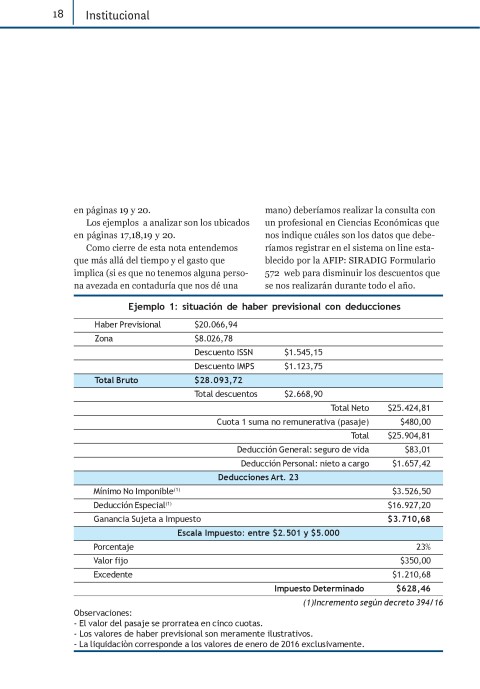 18 Institucional
en páginas 19 y 20.
Los ejemplos a analizar son los ubicados
en páginas 17,18,19 y 20.
Como cierre de esta nota entendemos
que más allá del tiempo y el gasto que
implica (si es que no tenemos alguna perso-
na avezada en contaduría que nos dé una
mano) deberíamos realizar la consulta con
un profesional en Ciencias Económicas que
nos indique cuáles son los datos que debe-
ríamos registrar en el sistema on line esta-
blecido por la AFIP: SIRADIG Formulario
572 web para disminuir los descuentos que
se nos realizarán durante todo el año.
Ejemplo 1: situación de haber previsional con deducciones
Haber Previsional $20.066,94
Zona $8.026,78
Descuento ISSN $1.545,15
Descuento IMPS $1.123,75
Total Bruto $28.093,72
Total descuentos $2.668,90
Total Neto $25.424,81
Cuota 1 suma no remunerativa (pasaje) $480,00
Total $25.904,81
Deducción General: seguro de vida $83,01
Deducción Personal: nieto a cargo $1.657,42
Deducciones Art. 23
Mínimo No Imponible(1) $3.526,50
Deducción Especial(1) $16.927,20
Ganancia Sujeta a Impuesto $3.710,68
Escala Impuesto: entre $2.501 y $5.000
Porcentaje 23%
Valor fijo $350,00
Excedente $1.210,68
Impuesto Determinado $628,46
(1)Incremento según decreto 394/16
Observaciones:
- El valor del pasaje se prorratea en cinco cuotas.
- Los valores de haber previsional son meramente ilustrativos.
- La liquidación corresponde a los valores de enero de 2016 exclusivamente.